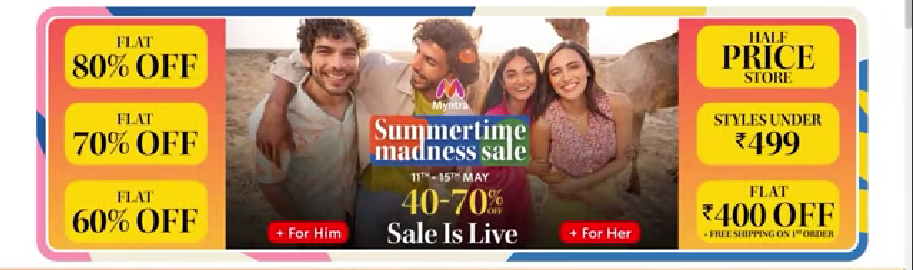 FLAT
80% OFF
FLAT
70% OFF
FLAT
60% OFF
Myntra
Summertime
madness sale
11TH - 15TH MAY
40-70% OFF
Sale Is Live
+ For Him
+ For Her
HALF
PRICE
STORE
STYLES UNDER
₹499
FLAT
₹400 OFF
+ FREE SHIPPING ON 1ST ORDER